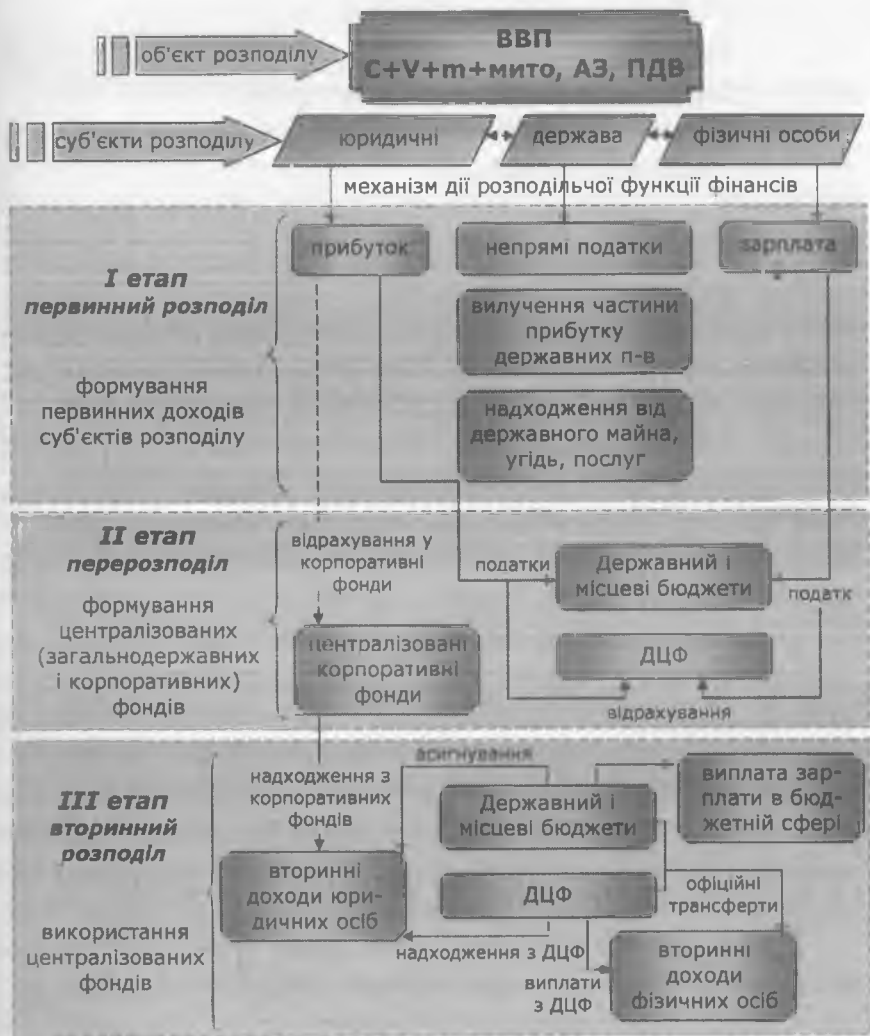 об'єкт розподілу
ВВП
C+V+m+мито, АЗ, ПДВ
суб'єкти розподілу
юридичні
держава
фізичні особи
механізм дії розподільчої функції фінансів
I етап
первинний розподіл
формування
первинних доходів
суб'єктів розподілу
прибуток
непрямі податки
зарплата
вилучення частини
прибутку
державних п-в
надходження від
державного майна,
угідь, послуг
II етап
перерозподіл
формування
централізованих
(загальнодержавних
і корпоративних)
фондів
відрахування у
корпоративні
фонди
централізовані
корпоративні
фонди
податки
Державний і
місцеві бюджети
податк
ДЦФ
відрахування
III етап
вторинний
розподіл
використання
централізованих
фондів
надходження з
корпоративних
фондів
асигнування
Державний і
місцеві бюджети
виплата зар-
плати в бюд-
жетній сфері
вторинні
доходи юри-
дичних осіб
ДЦФ
офіційні
трансферти
надходження з ДЦФ
виплати
з ДЦФ
вторинні
доходи
фізичних осіб